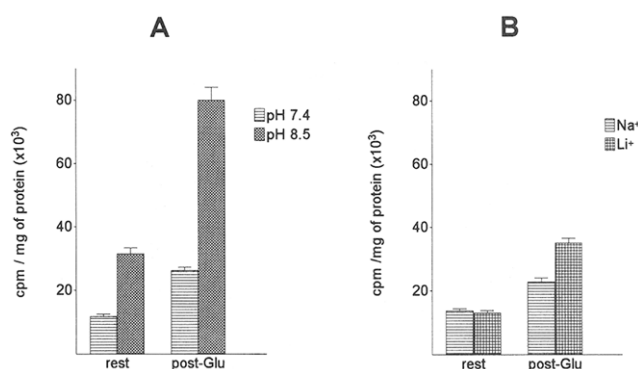 A
cpm / mg of protein (x10³)
80
60
40
20
pH 7.4
pH 8.5
rest
post-Glu
B
cpm /mg of protein (x10³)
80
60
40
20
Na⁺
Li⁺
rest
post-Glu